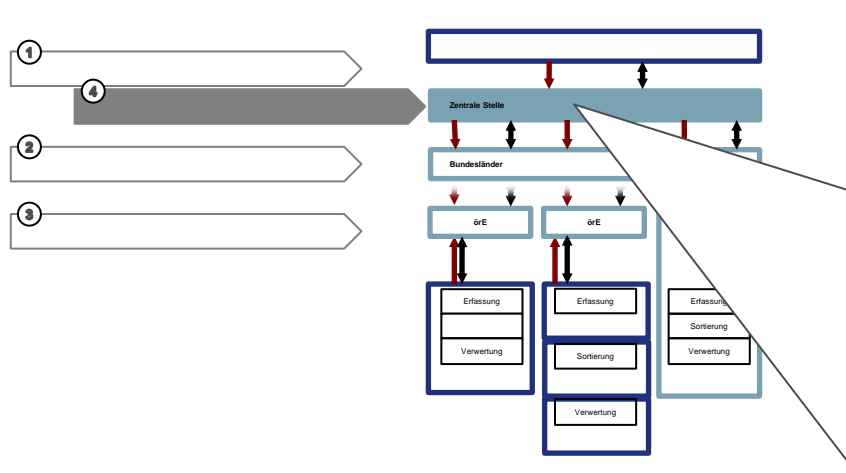 1
4
Zentrale Stelle
2
Bundesländer
3
örE
örE
Erfassung
Verwertung
Erfassung
Sortierung
Verwertung
Erfassung
Sortierung
Verwertung